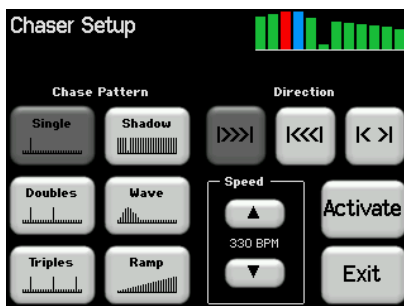 Chaser Setup
Chase Pattern
Direction
Single
Shadow
|>>>|
|<<<|
|< >|
Doubles
Wave
Speed
330 BPM
Activate
Triples
Ramp
Exit